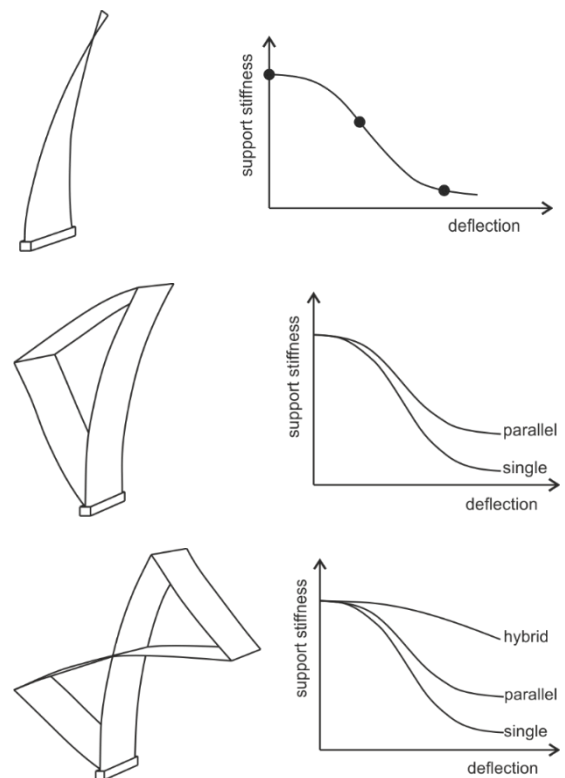 support stiffness
deflection
support stiffness
parallel
single
deflection
support stiffness
hybrid
parallel
single
deflection